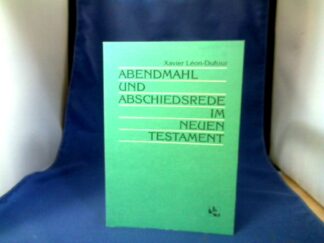 Xavier Léon-Dufour
ABENDMAHL
UND
ABSCHIEDSREDE
IM
NEUEN
TESTAMENT